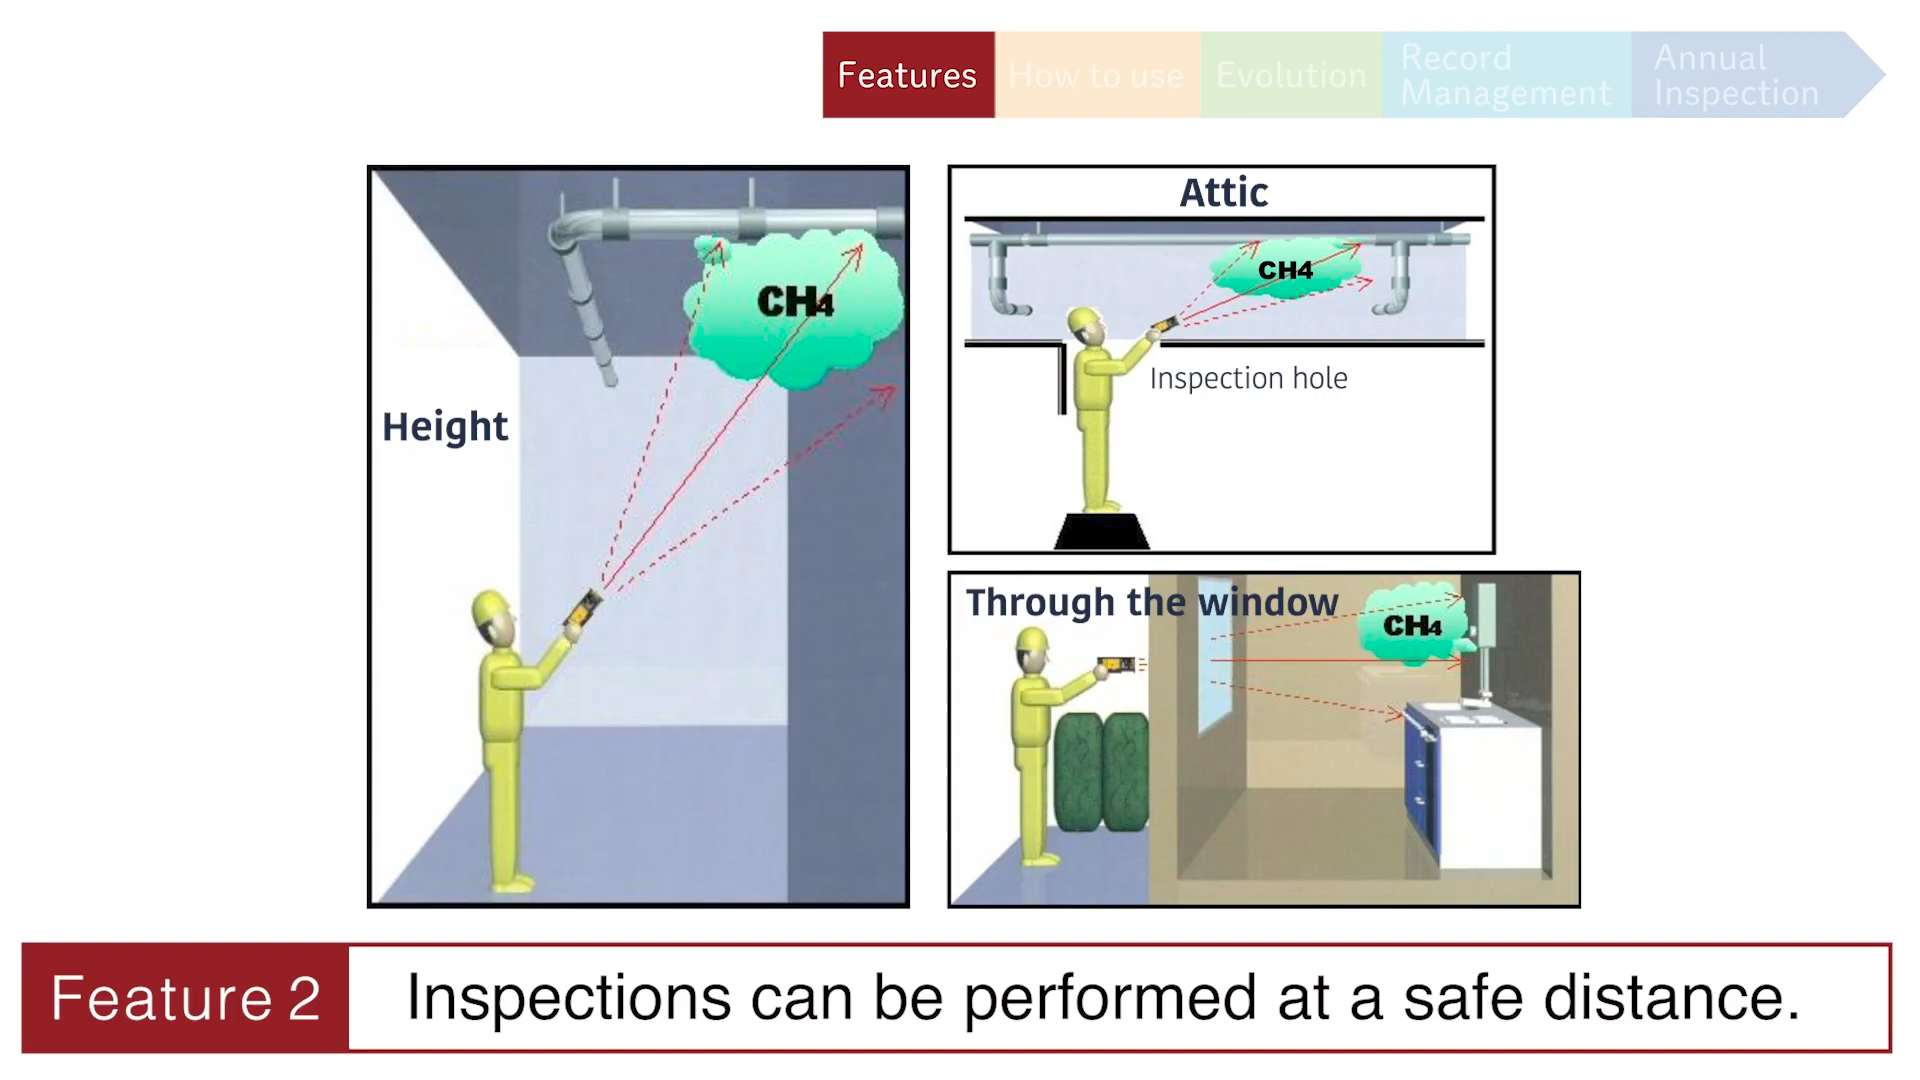 Features
How to use
Evolution
Record
Management
Annual
Inspection
Height
CH4
Attic
CH4
Inspection hole
Through the window
CH4
Feature 2
Inspections can be performed at a safe distance.